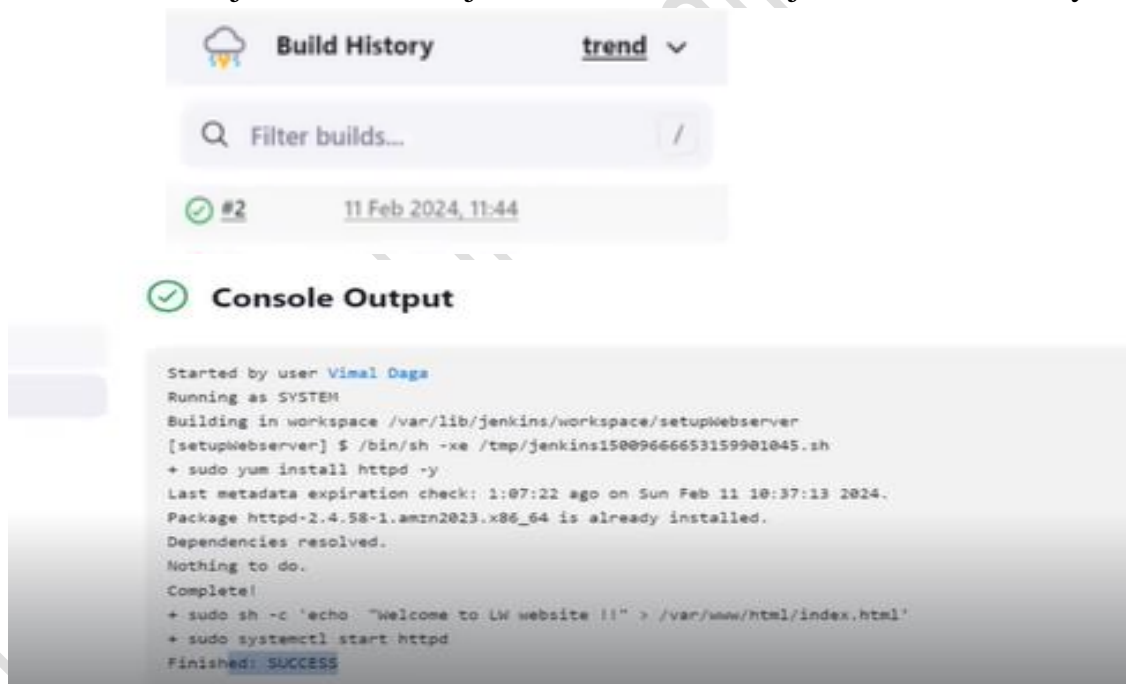 Build History trend
Filter builds... /
#2 11 Feb 2024, 11:44
Console Output
Started by user Vimal Daga
Running as SYSTEM
Building in workspace /var/lib/jenkins/workspace/setupWebserver
[setupWebserver] $ /bin/sh -xe /tmp/jenkins15009666653159901045.sh
+ sudo yum install httpd -y
Last metadata expiration check: 1:07:22 ago on Sun Feb 11 10:37:13 2024.
Package httpd-2.4.58-1.amzn2023.x86_64 is already installed.
Dependencies resolved.
Nothing to do.
Complete!
+ sudo sh -c 'echo  "Welcome to LW website !!" > /var/www/html/index.html'
+ sudo systemctl start httpd
Finished: SUCCESS